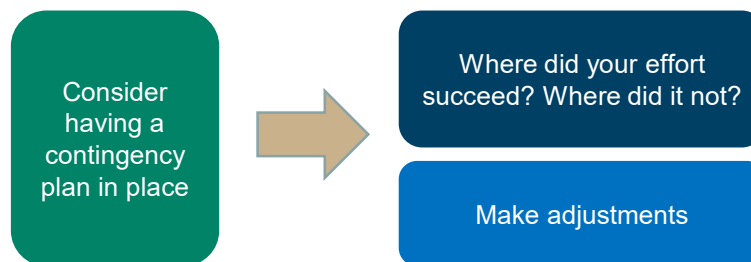 Consider
having a
contingency
plan in place
Where did your effort
succeed? Where did it not?
Make adjustments